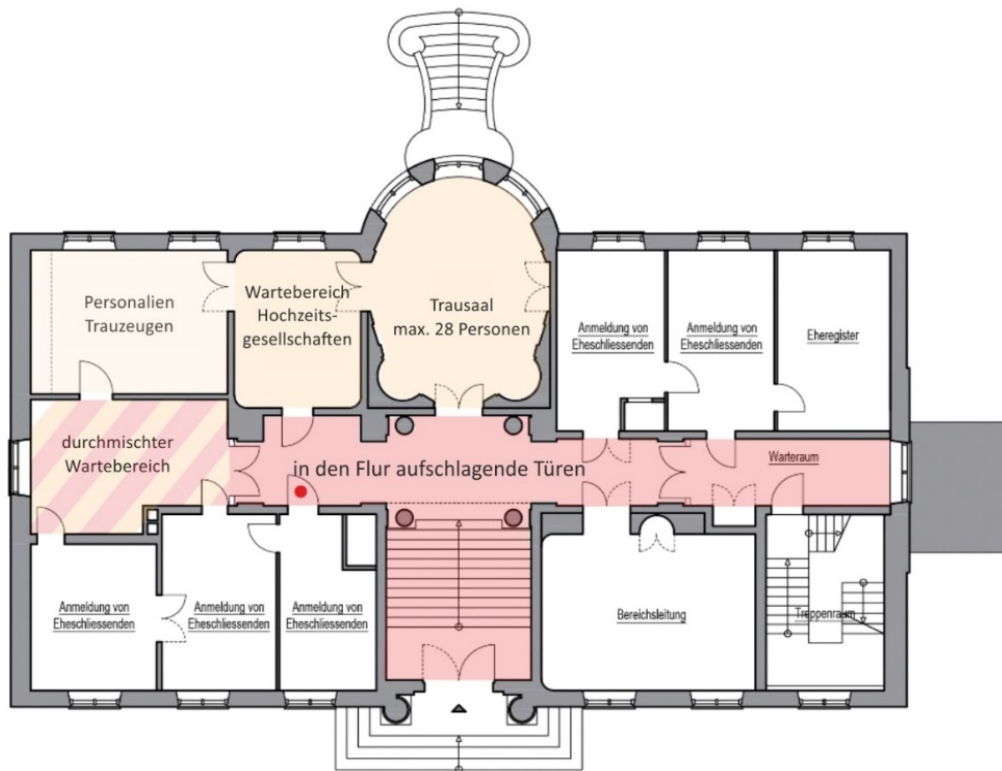 Personalien
Trauzeugen
Wartebereich
Hochzeits-
gesellschaften
Trausaal
max. 28 Personen
Anmeldung von
Eheschliessenden
Anmeldung von
Eheschliessenden
Eheregister
durchmischter
Wartebereich
in den Flur aufschlagende Türen
Warteraum
Anmeldung von
Eheschliessenden
Anmeldung von
Eheschliessenden
Anmeldung von
Eheschliessenden
Bereichsleitung
Treppenraum